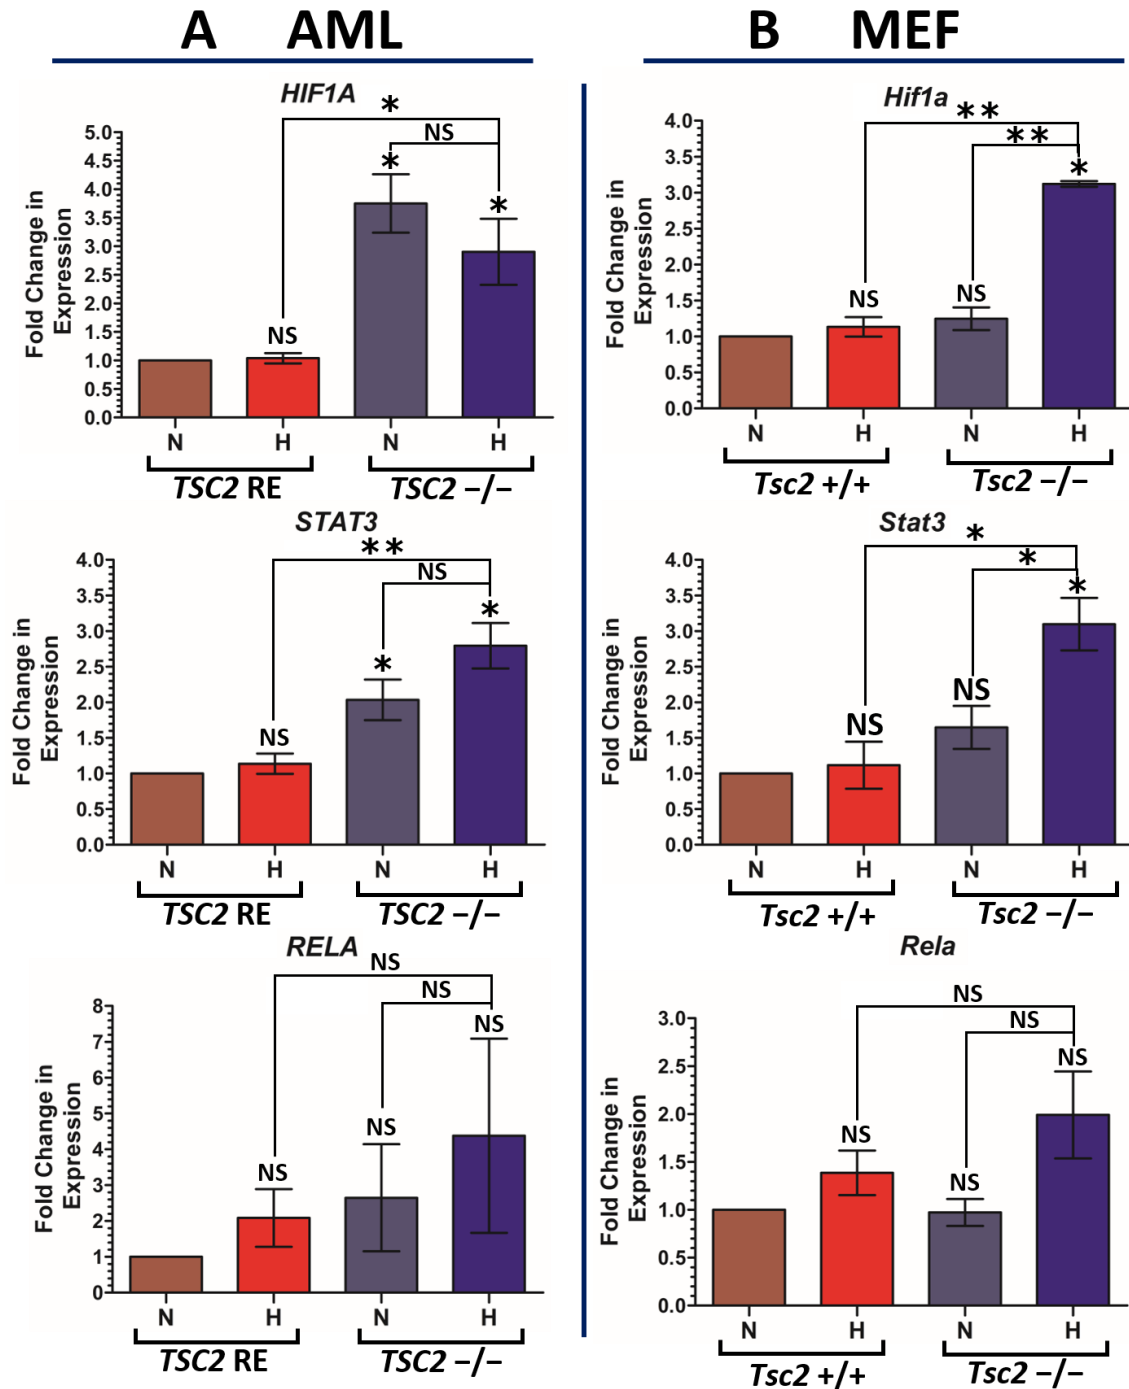 A AML
HIF1A
*
NS
*
*
NS
Fold Change in
Expression
5.0
4.5
4.0
3.5
3.0
2.5
2.0
1.5
1.0
0.5
0.0
N H N H
TSC2 RE TSC2 −/−
STAT3
**
NS
*
*
NS
Fold Change in
Expression
4.0
3.5
3.0
2.5
2.0
1.5
1.0
0.5
0.0
N H N H
TSC2 RE TSC2 −/−
RELA
NS
NS
NS
NS
NS
Fold Change in
Expression
8
7
6
5
4
3
2
1
0
N H N H
TSC2 RE TSC2 −/−
B MEF
Hif1a
**
**
*
NS NS
Fold Change in
Expression
4.0
3.5
3.0
2.5
2.0
1.5
1.0
0.5
0.0
N H N H
Tsc2 +/+ Tsc2 −/−
Stat3
*
*
*
NS
NS
Fold Change in
Expression
4.0
3.5
3.0
2.5
2.0
1.5
1.0
0.5
0.0
N H N H
Tsc2 +/+ Tsc2 −/−
Rela
NS
NS
NS
NS
NS
Fold Change in
Expression
3.0
2.5
2.0
1.5
1.0
0.5
0.0
N H N H
Tsc2 +/+ Tsc2 −/−